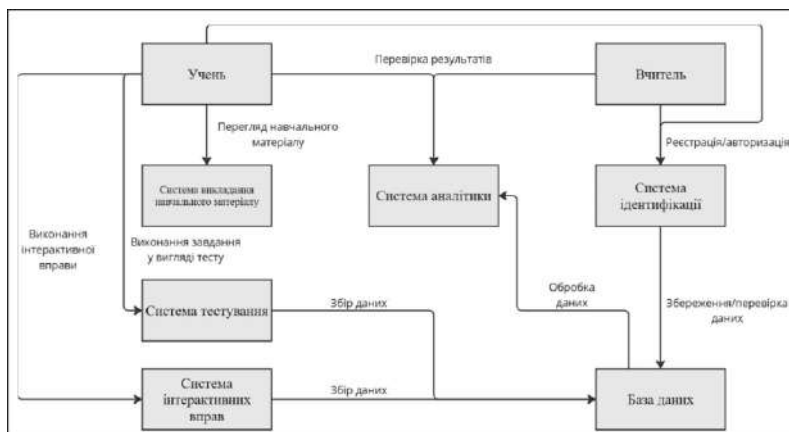 Учень
Перевірка результатів
Вчитель
Перегляд навчального
матеріалу
Реєстрація/авторизація
Система викладання
навчального матеріалу
Система аналітики
Система
ідентифікації
Виконання
інтерактивної
вправи
Виконання завдання
у вигляді тесту
Система тестування
Збір даних
Обробка
даних
Збереження/перевірка
даних
Система
інтерактивних
вправ
Збір даних
База даних